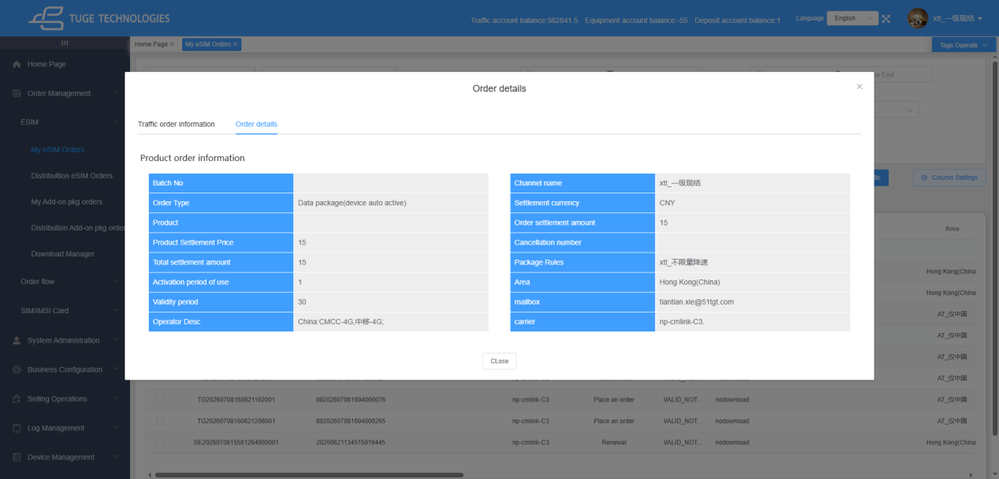 TUGE TECHNOLOGIES
Traffic account balance:982841.5 Equipment account balance:-55 Deposit account balance:1
Language English
xtt_一级现结
Home Page
My eSIM Orders
Tags Operate
Home Page
Order Management
ESIM
My eSIM Orders
Distribultion eSIM Orders
My Add-on pkg orders
Distribution Add-on pkg order
Download Manager
Order flow
SIM/IMSI Card
System Administration
Business Configuration
Selling Operations
Log Management
Device Management
End
Column Settings
Order details
Traffic order information
Order details
Product order information
Batch No
Channel name xtt_一级现结
Order Type Data package(device auto active)
Settlement currency CNY
Product
Order settlement amount 15
Product Settlement Price 15
Cancellation number
Total settlement amount 15
Package Rules xtt_不限量降速
Activation period of use 1
Area Hong Kong(China)
Validity period 30
mailbox tiantian.xie@51tgt.com
Operator Desc China:CMCC-4G,中移-4G;
carrier np-cmlink-C3.
CLose
Area
Hong Kong(China
Hong Kong(China
AT_仅中国
AT_仅中国
AT_仅中国
AT_仅中国
TG20260708160821192001 89202607081604000076 np-cmlink-C3 Place an order VALID_NOT... nodownload AT_仅中国
TG20260708160821206001 89202607081604000265 np-cmlink-C3 Place an order VALID_NOT... nodownload AT_仅中国
SE20260708155812649000​01 20260621134515019445 np-cmlink-C3 Renewal VALID_NOT... nodownload Hong Kong(China